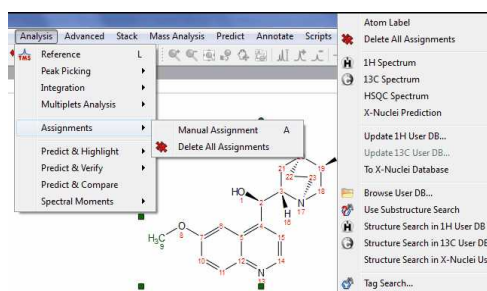 Analysis Advanced Stack Mass Analysis Predict Annotate Scripts
TMS Reference L
Peak Picking
Integration
Multiplets Analysis
Assignments
Predict & Highlight
Predict & Verify
Predict & Compare
Spectral Moments
Manual Assignment A
Delete All Assignments
Atom Label
Delete All Assignments
H 1H Spectrum
C 13C Spectrum
HSQC Spectrum
X-Nuclei Prediction
Update 1H User DB...
Update 13C User DB...
To X-Nuclei Database
Browse User DB...
Use Substructure Search
H Structure Search in 1H User DB
Structure Search in 13C User DB
Structure Search in X-Nuclei Us
Tag Search...
21
19
22
23
HO
1
2
3
N
17
18
H
16
H3C
9
O
8
7
6
5
4
15
14
10
11
12
N
13